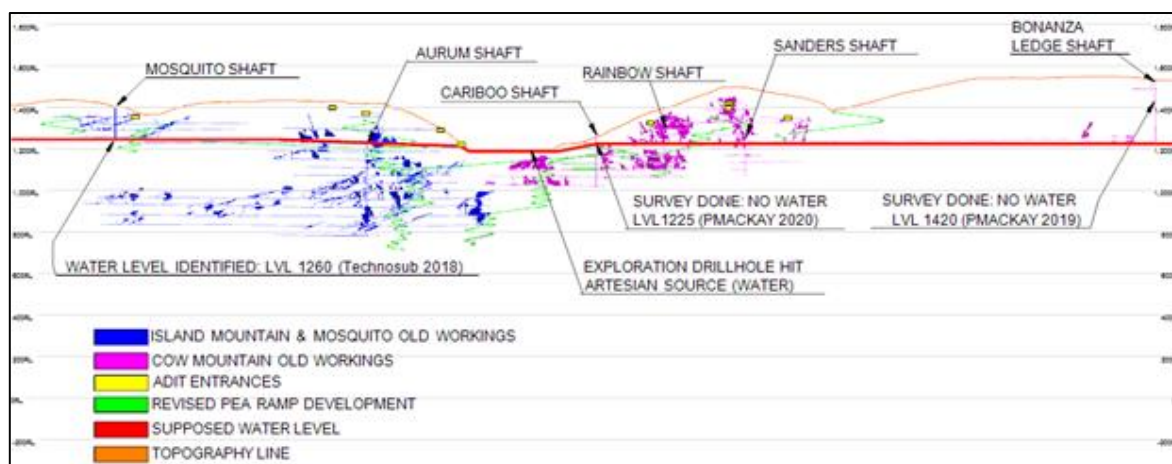 BONANZA
LEDGE SHAFT
SANDERS SHAFT
AURUM SHAFT
RAINBOW SHAFT
MOSQUITO SHAFT
CARIBOO SHAFT
SURVEY DONE: NO WATER
LVL1225 (PMACKAY 2020)
SURVEY DONE: NO WATER
LVL 1420 (PMACKAY 2019)
WATER LEVEL IDENTIFIED: LVL 1260 (Technosub 2018)
EXPLORATION DRILLHOLE HIT
ARTESIAN SOURCE (WATER)
ISLAND MOUNTAIN & MOSQUITO OLD WORKINGS
COW MOUNTAIN OLD WORKINGS
ADIT ENTRANCES
REVISED PEA RAMP DEVELOPMENT
SUPPOSED WATER LEVEL
TOPOGRAPHY LINE